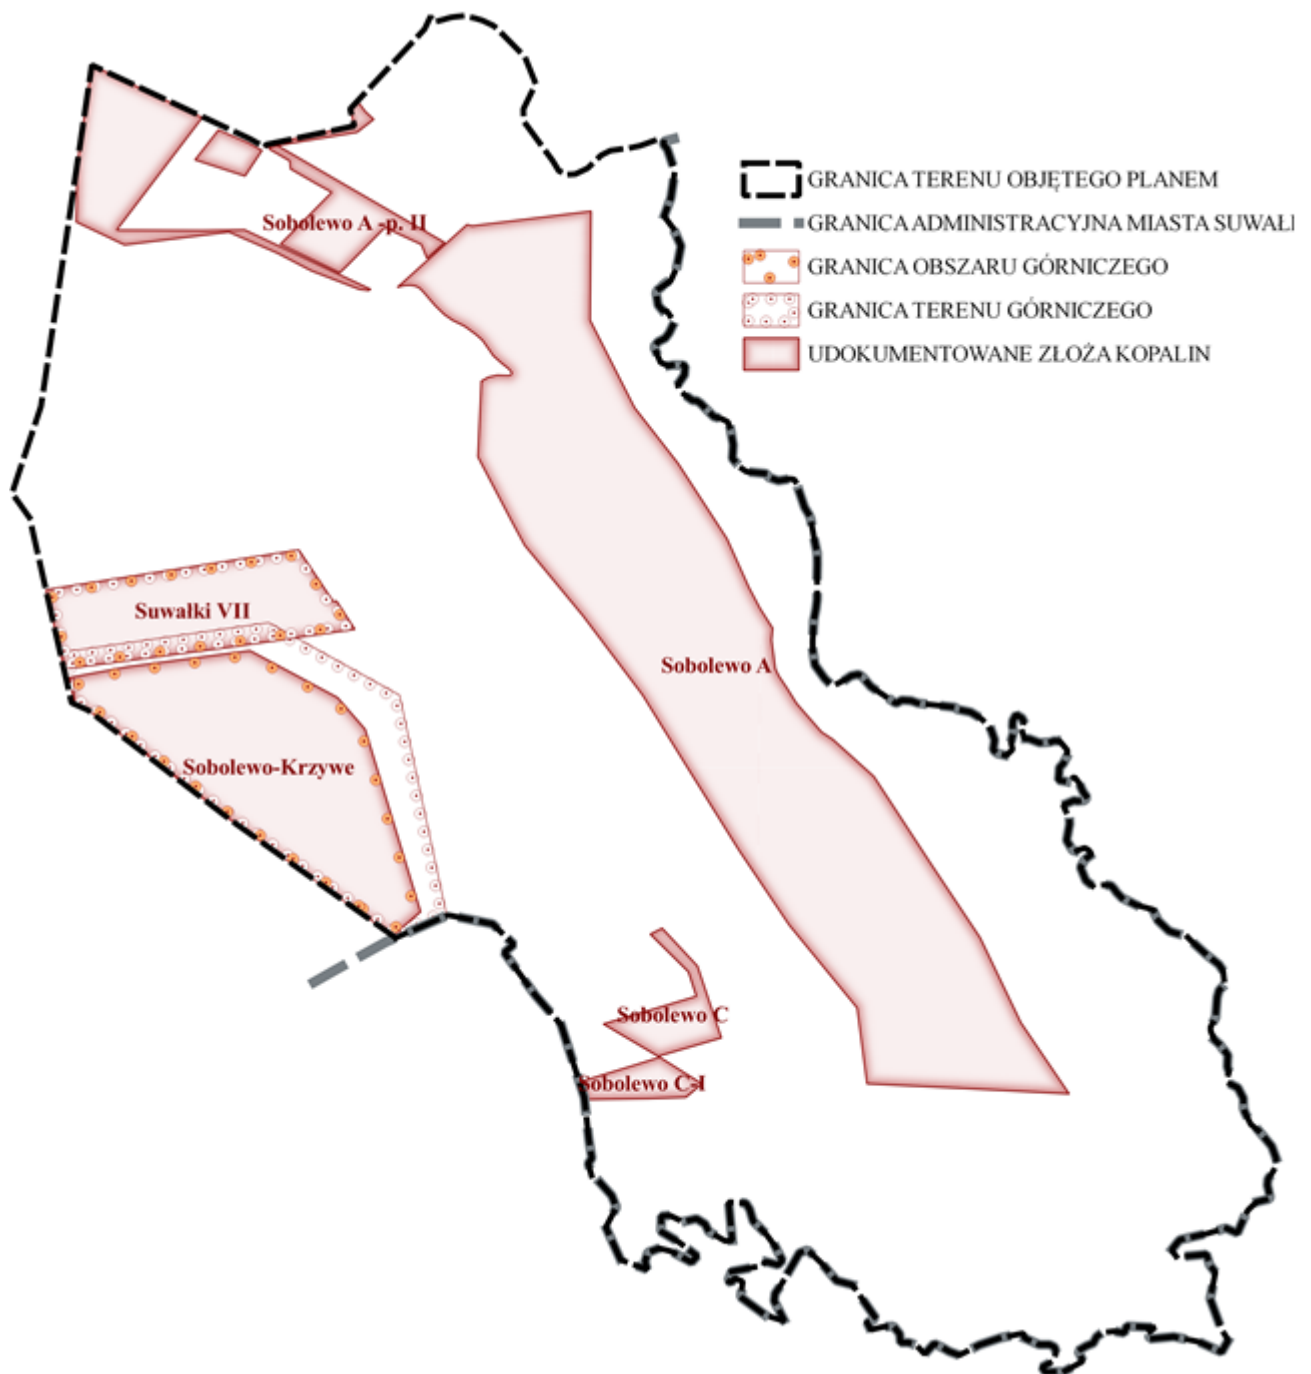 GRANICA TERENU OBJĘTEGO PLANEM
GRANICA ADMINISTRACYJNA MIASTA SUWAŁ
GRANICA OBSZARU GÓRNICZEGO
GRANICA TERENU GÓRNICZEGO
UDOKUMENTOWANE ZŁOŻA KOPALIN
Sobolewo A -p. II
Suwałki VII
Sobolewo A
Sobolewo-Krzywe
Sobolewo C
Sobolewo C-I